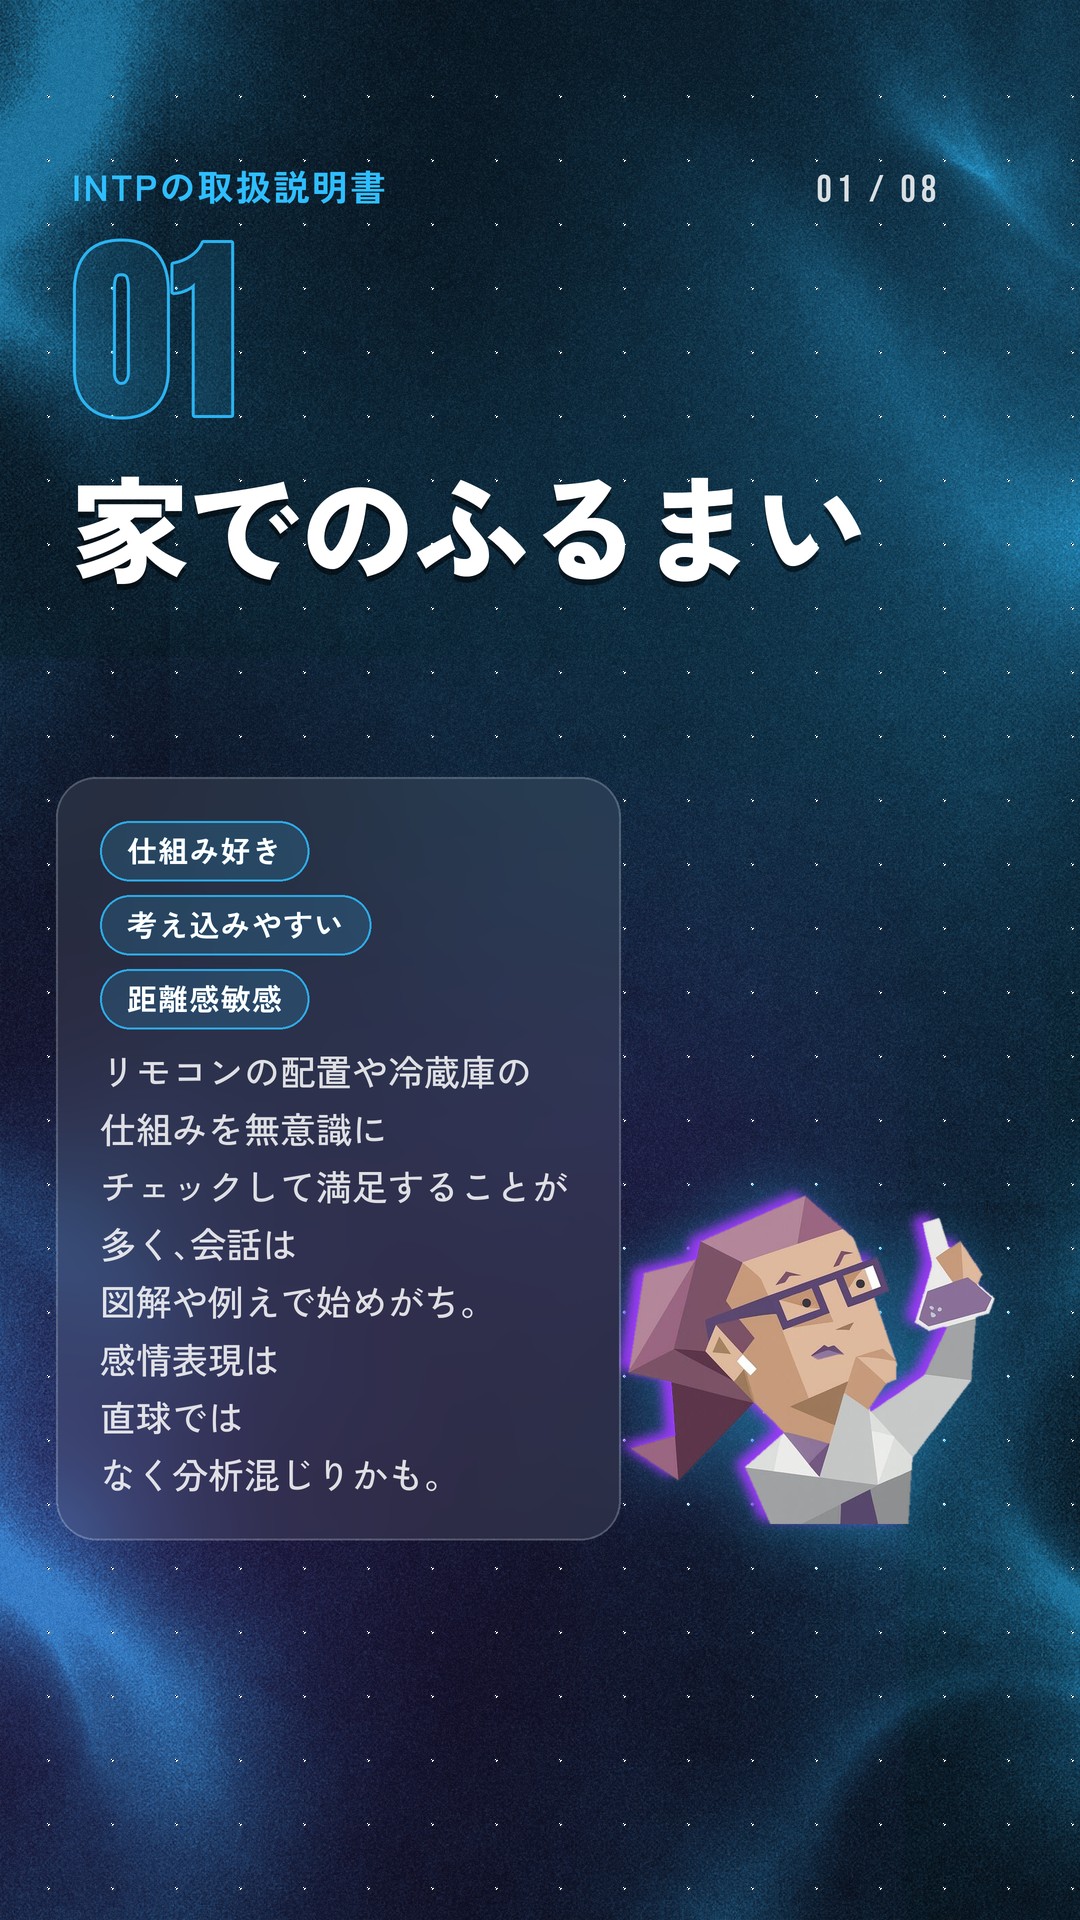 INTPの取扱説明書
01 / 08
01
家でのふるまい
仕組み好き
考え込みやすい
距離感敏感
リモコンの配置や冷蔵庫の
仕組みを無意識に
チェックして満足することが
多く、会話は
図解や例えで始めがち。
感情表現は
直球では
なく分析混じりかも。